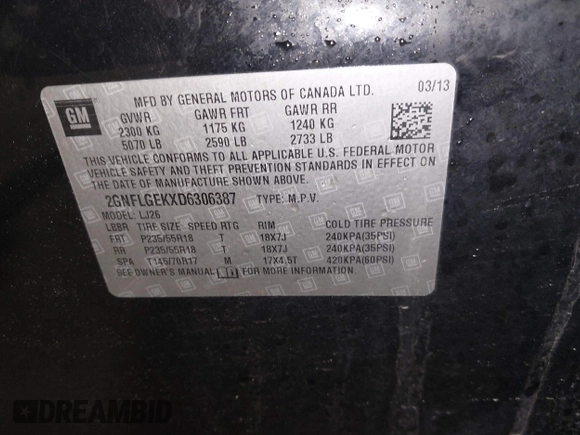 MFD BY GENERAL MOTORS OF CANADA LTD. 03/13
GM
GVWR GAWR FRT GAWR RR
2300 KG 1175 KG 1240 KG
5070 LB 2590 LB 2733 LB
THIS VEHICLE CONFORMS TO ALL APPLICABLE U.S. FEDERAL MOTOR
VEHICLE SAFETY AND THEFT PREVENTION STANDARDS IN EFFECT ON
THE DATE OF MANUFACTURE SHOWN ABOVE.
2GNFLGEKXD6306387 TYPE: M.P.V.
MODEL: LJ26
LBBR TIRE SIZE SPEED RTG RIM COLD TIRE PRESSURE
FRT P235/55R18 T 18X7J 240KPA(35PSI)
RR P235/55R18 T 18X7J 240KPA(35PSI)
SPA T145/70R17 M 17X4.5T 420KPA(60PSI)
SEE OWNER'S MANUAL FOR MORE INFORMATION.
DREAMBID